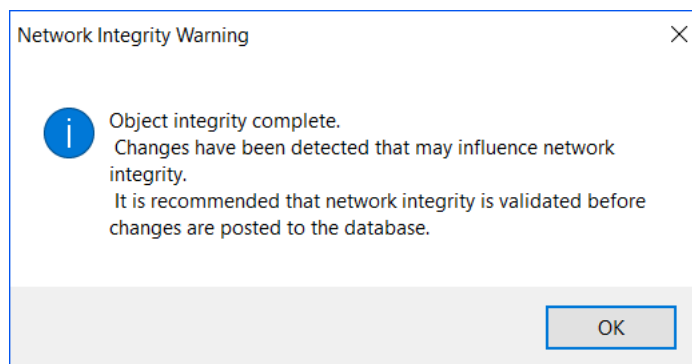 Network Integrity Warning
Object integrity complete.
Changes have been detected that may influence network
integrity.
It is recommended that network integrity is validated before
changes are posted to the database.
OK